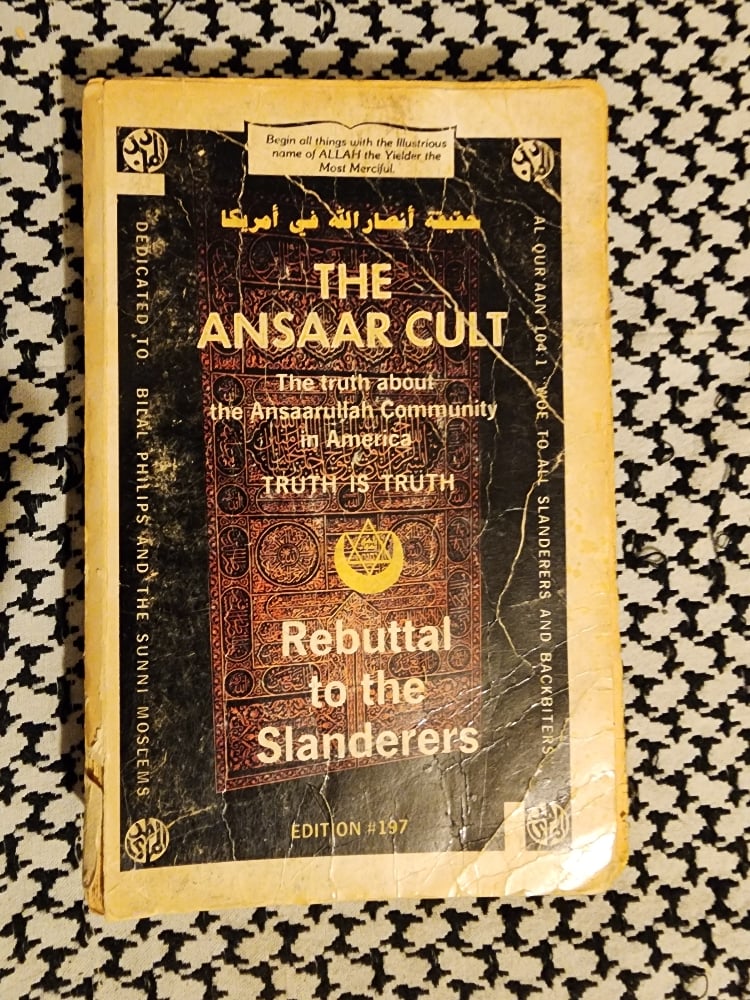 Begin all things with the Illustrious
name of ALLAH the Yielder the
Most Merciful.
حقيقة أنصار الله في أمريكا
THE
ANSAAR CULT
The truth about
the Ansaarullah Community
in America
TRUTH IS TRUTH
Rebuttal
to the
Slanderers
EDITION #197
DEDICATED TO: BILAL PHILIPS AND THE SUNNI MOSLEMS
AL QUR'AAN 104:1 "WOE TO ALL SLANDERERS AND BACKBITERS"